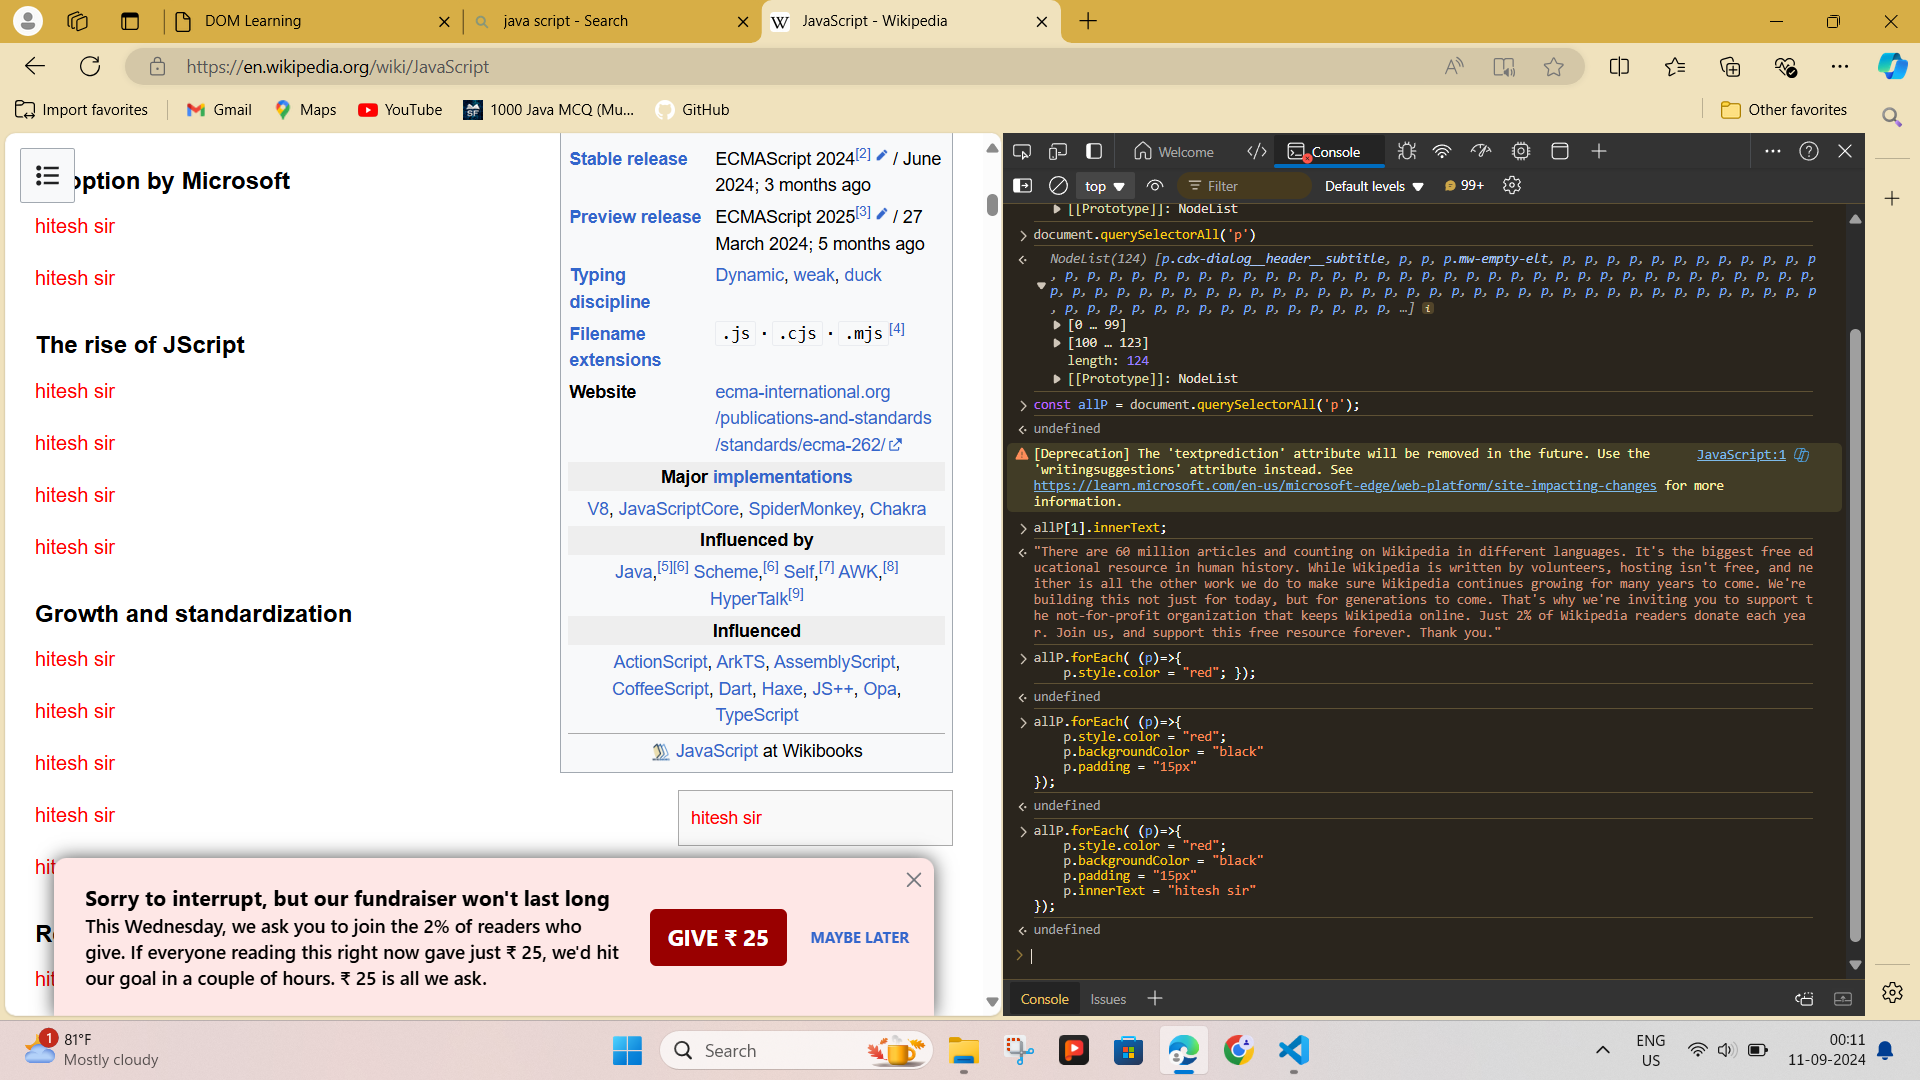 DOM Learning
java script - Search
JavaScript - Wikipedia
https://en.wikipedia.org/wiki/JavaScript
Import favorites
Gmail
Maps
YouTube
1000 Java MCQ (Mu...
GitHub
Other favorites
option by Microsoft
hitesh sir
hitesh sir
The rise of JScript
hitesh sir
hitesh sir
hitesh sir
hitesh sir
Growth and standardization
hitesh sir
hitesh sir
hitesh sir
hitesh sir
hit
R
hit
Stable release ECMAScript 2024[2] / June
2024; 3 months ago
Preview release ECMAScript 2025[3] / 27
March 2024; 5 months ago
Typing Dynamic, weak, duck
discipline
Filename .js · .cjs · .mjs [4]
extensions
Website ecma-international.org
/publications-and-standards
/standards/ecma-262/
Major implementations
V8, JavaScriptCore, SpiderMonkey, Chakra
Influenced by
Java,[5][6] Scheme,[6] Self,[7] AWK,[8]
HyperTalk[9]
Influenced
ActionScript, ArkTS, AssemblyScript,
CoffeeScript, Dart, Haxe, JS++, Opa,
TypeScript
JavaScript at Wikibooks
hitesh sir
Sorry to interrupt, but our fundraiser won't last long
This Wednesday, we ask you to join the 2% of readers who
give. If everyone reading this right now gave just ₹ 25, we'd hit
our goal in a couple of hours. ₹ 25 is all we ask.
GIVE ₹ 25
MAYBE LATER
Welcome
Console
top
Filter
Default levels
99+
[[Prototype]]: NodeList
document.querySelectorAll('p')
NodeList(124) [p.cdx-dialog__header__subtitle, p, p, p.mw-empty-elt, p, p, p, p, p, p, p, p, p, p, p, p
, p, p, p, p, p, p, p, p, p, p, p, p, p, p, p, p, p, p, p, p, p, p, p, p, p, p, p, p, p, p, p, p, p, p, p,
p, p, p, p, p, p, p, p, p, p, p, p, p, p, p, p, p, p, p, p, p, p, p, p, p, p, p, p, p, p, p, p, p, p, p
, p, p, p, p, p, p, p, p, p, p, p, p, p, p, p, …]
[0 … 99]
[100 … 123]
length: 124
[[Prototype]]: NodeList
const allP = document.querySelectorAll('p');
undefined
[Deprecation] The 'textprediction' attribute will be removed in the future. Use the JavaScript:1
'writingsuggestions' attribute instead. See
https://learn.microsoft.com/en-us/microsoft-edge/web-platform/site-impacting-changes for more
information.
allP[1].innerText;
"There are 60 million articles and counting on Wikipedia in different languages. It's the biggest free ed
ucational resource in human history. While Wikipedia is written by volunteers, hosting isn't free, and ne
ither is all the other work we do to make sure Wikipedia continues growing for many years to come. We're
building this not just for today, but for generations to come. That's why we're inviting you to support t
he not-for-profit organization that keeps Wikipedia online. Just 2% of Wikipedia readers donate each yea
r. Join us, and support this free resource forever. Thank you."
allP.forEach( (p)=>{
p.style.color = "red"; });
undefined
allP.forEach( (p)=>{
p.style.color = "red";
p.backgroundColor = "black"
p.padding = "15px"
});
undefined
allP.forEach( (p)=>{
p.style.color = "red";
p.backgroundColor = "black"
p.padding = "15px"
p.innerText = "hitesh sir"
});
undefined
Console
Issues
1
81°F
Mostly cloudy
Search
ENG
US
00:11
11-09-2024